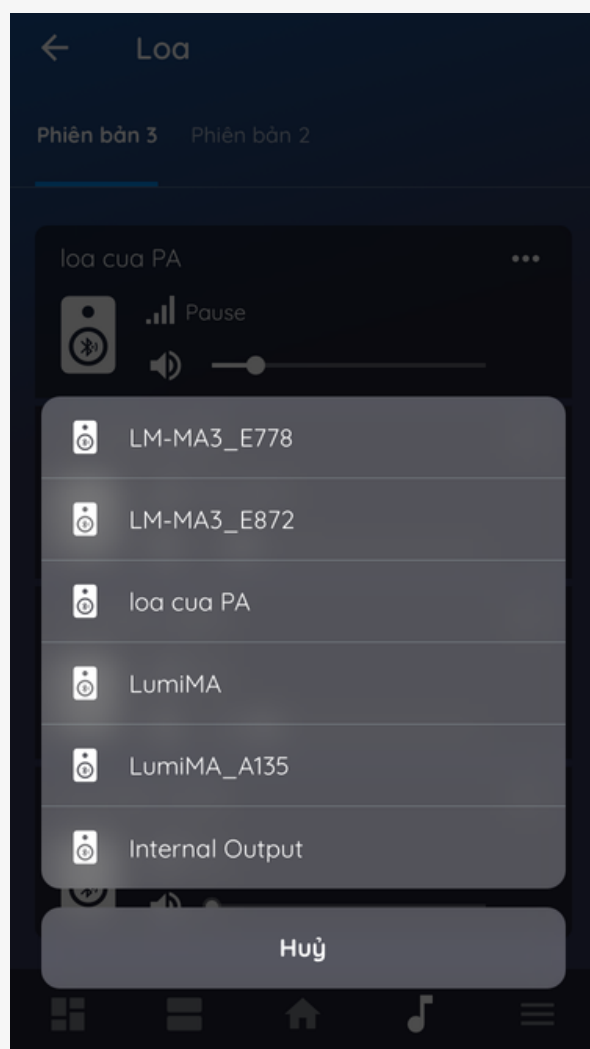 Loa
Phiên bản 3 Phiên bản 2
loa cua PA
Pause
LM-MA3_E778
LM-MA3_E872
loa cua PA
LumiMA
LumiMA_A135
Internal Output
Huỷ